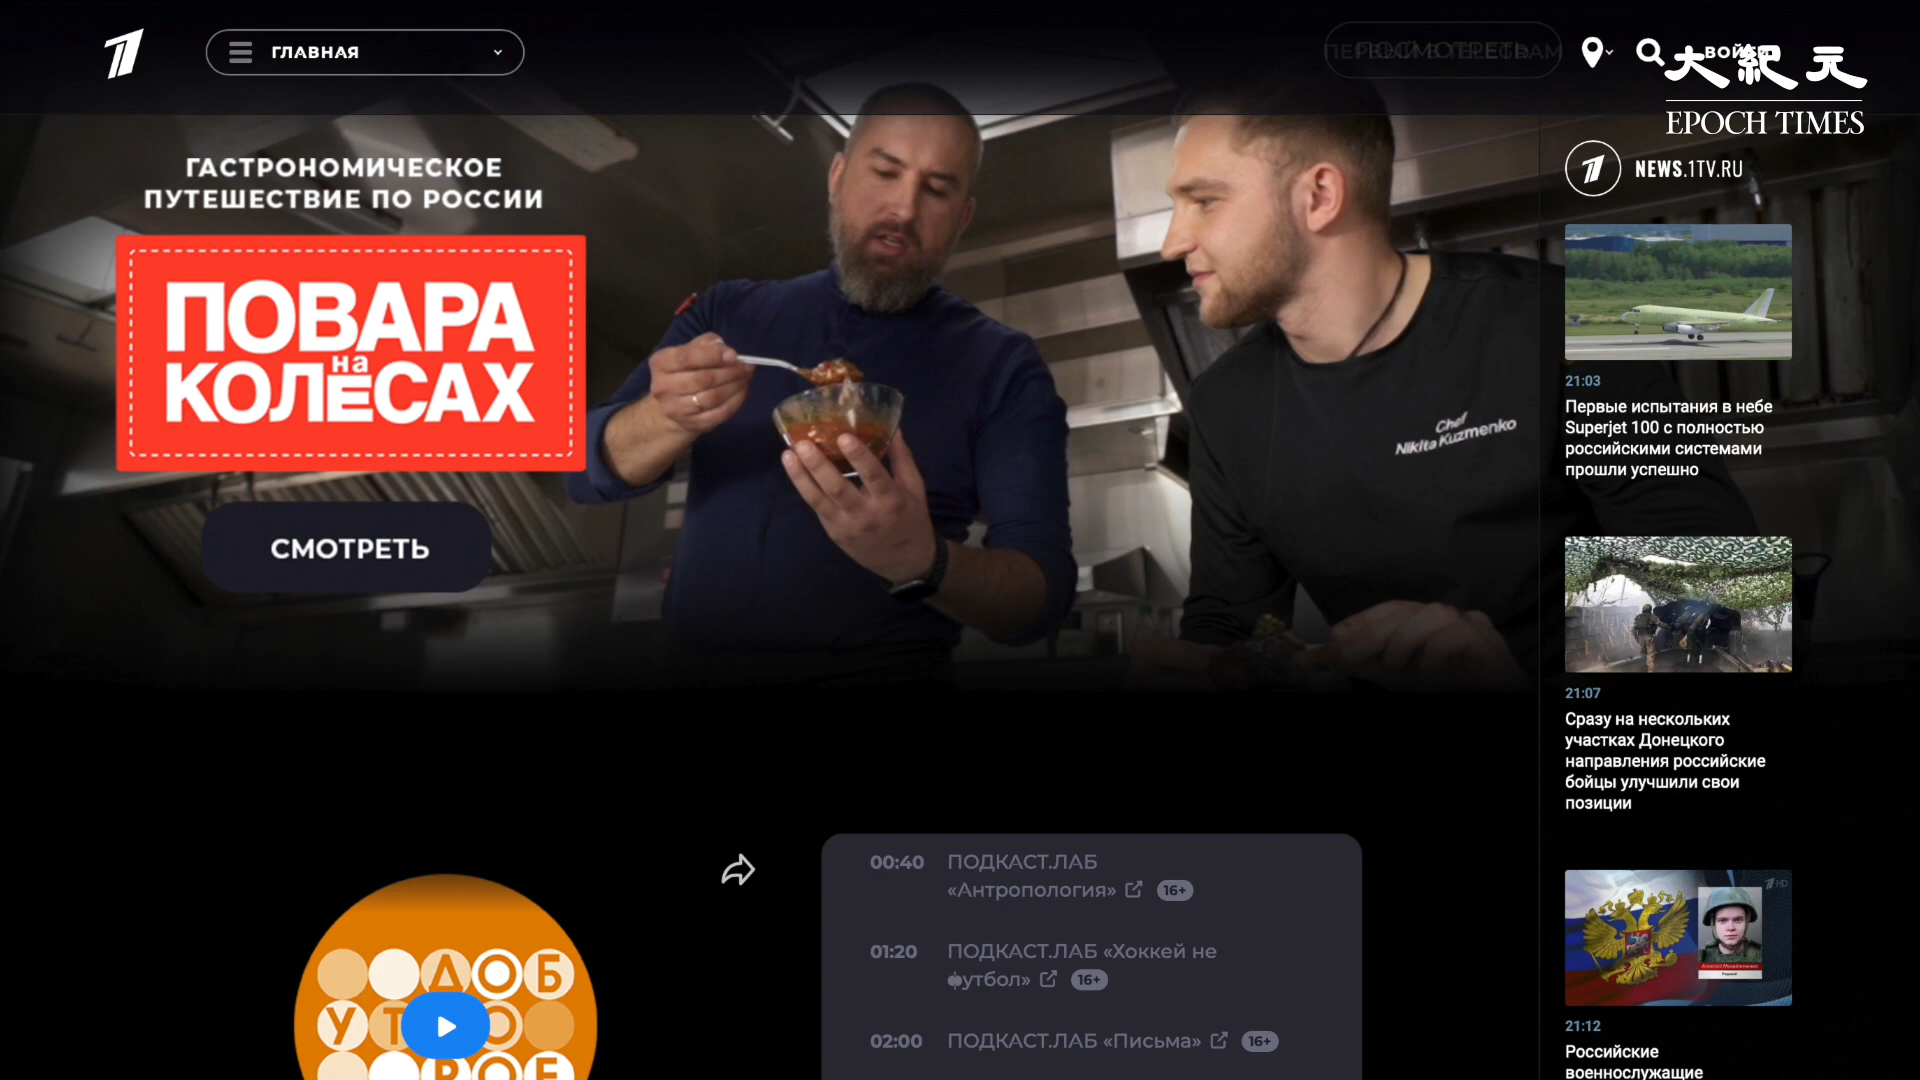 ГЛАВНАЯ
大紀元
EPOCH TIMES
NEWS.1TV.RU
ГАСТРОНОМИЧЕСКОЕ
ПУТЕШЕСТВИЕ ПО РОССИИ
ПОВАРА
на
КОЛЕСАХ
СМОТРЕТЬ
Chef
Nikita Kuzmenko
21:03
Первые испытания в небе
Superjet 100 с полностью
российскими системами
прошли успешно
21:07
Сразу на нескольких
участках Донецкого
направления российские
бойцы улучшили свои
позиции
00:40 ПОДКАСТ.ЛАБ
«Антропология» 16+
01:20 ПОДКАСТ.ЛАБ «Хоккей не
футбол» 16+
02:00 ПОДКАСТ.ЛАБ «Письма» 16+
ДОБ
HD
21:12
Российские
военнослужащие